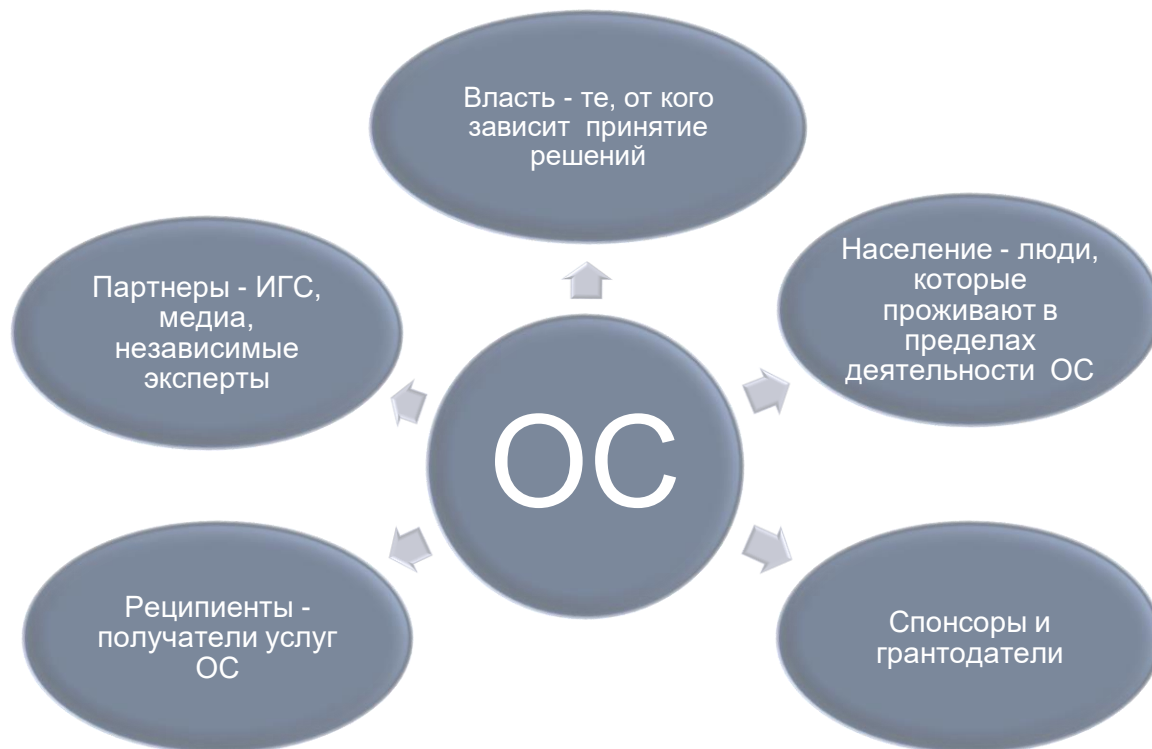 Власть - те, от кого
зависит принятие
решений
Население - люди,
которые
проживают в
пределах
деятельности ОС
Партнеры - ИГС,
медиа,
независимые
эксперты
ОС
Реципиенты -
получатели услуг
ОС
Спонсоры и
грантодатели